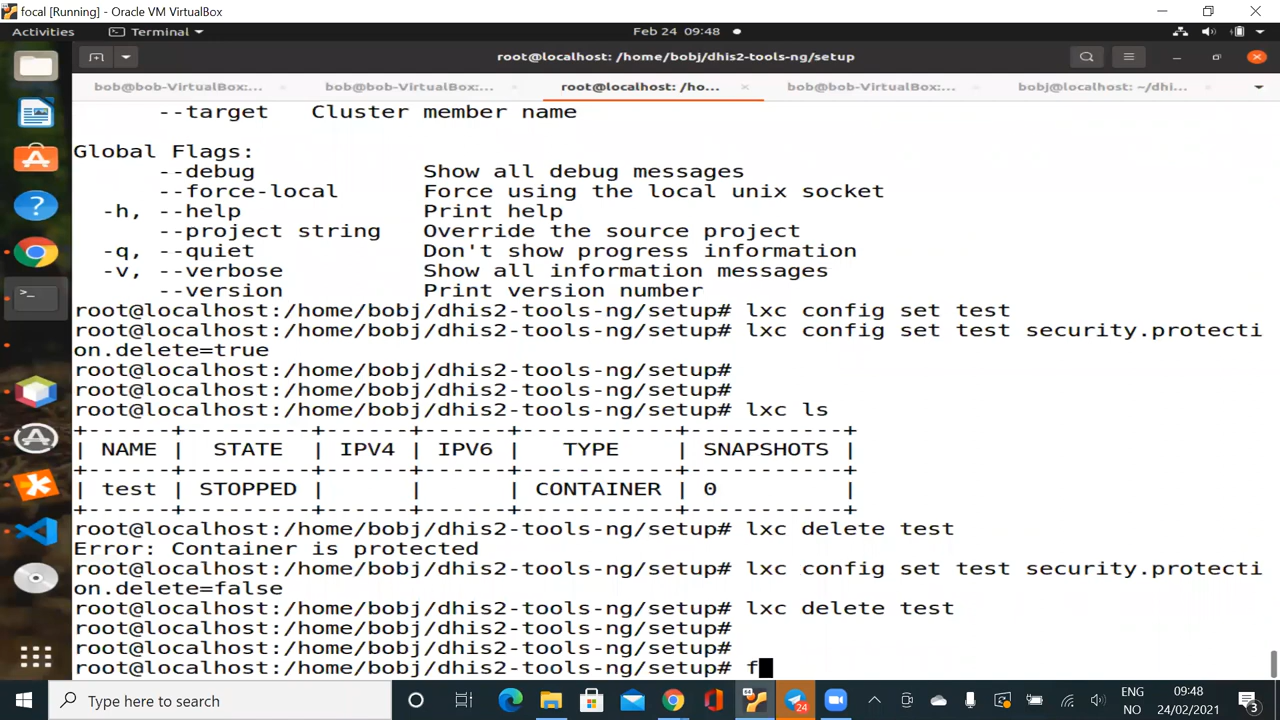 focal [Running] - Oracle VM VirtualBox
Activities Terminal Feb 24 09:48
root@localhost: /home/bobj/dhis2-tools-ng/setup
bob@bob-VirtualBox:... bob@bob-VirtualBox:... root@localhost: /ho... bob@bob-VirtualBox:... bobj@localhost: ~/dhi...
--target Cluster member name
Global Flags:
--debug Show all debug messages
--force-local Force using the local unix socket
-h, --help Print help
--project string Override the source project
-q, --quiet Don't show progress information
-v, --verbose Show all information messages
--version Print version number
root@localhost:/home/bobj/dhis2-tools-ng/setup# lxc config set test
root@localhost:/home/bobj/dhis2-tools-ng/setup# lxc config set test security.protecti
on.delete=true
root@localhost:/home/bobj/dhis2-tools-ng/setup#
root@localhost:/home/bobj/dhis2-tools-ng/setup#
root@localhost:/home/bobj/dhis2-tools-ng/setup# lxc ls
+------+---------+------+------+-----------+-----------+
| NAME | STATE | IPV4 | IPV6 | TYPE | SNAPSHOTS |
+------+---------+------+------+-----------+-----------+
| test | STOPPED | | | CONTAINER | 0 |
+------+---------+------+------+-----------+-----------+
root@localhost:/home/bobj/dhis2-tools-ng/setup# lxc delete test
Error: Container is protected
root@localhost:/home/bobj/dhis2-tools-ng/setup# lxc config set test security.protecti
on.delete=false
root@localhost:/home/bobj/dhis2-tools-ng/setup# lxc delete test
root@localhost:/home/bobj/dhis2-tools-ng/setup#
root@localhost:/home/bobj/dhis2-tools-ng/setup#
root@localhost:/home/bobj/dhis2-tools-ng/setup# f
Type here to search
24
ENG
NO
09:48
24/02/2021
3